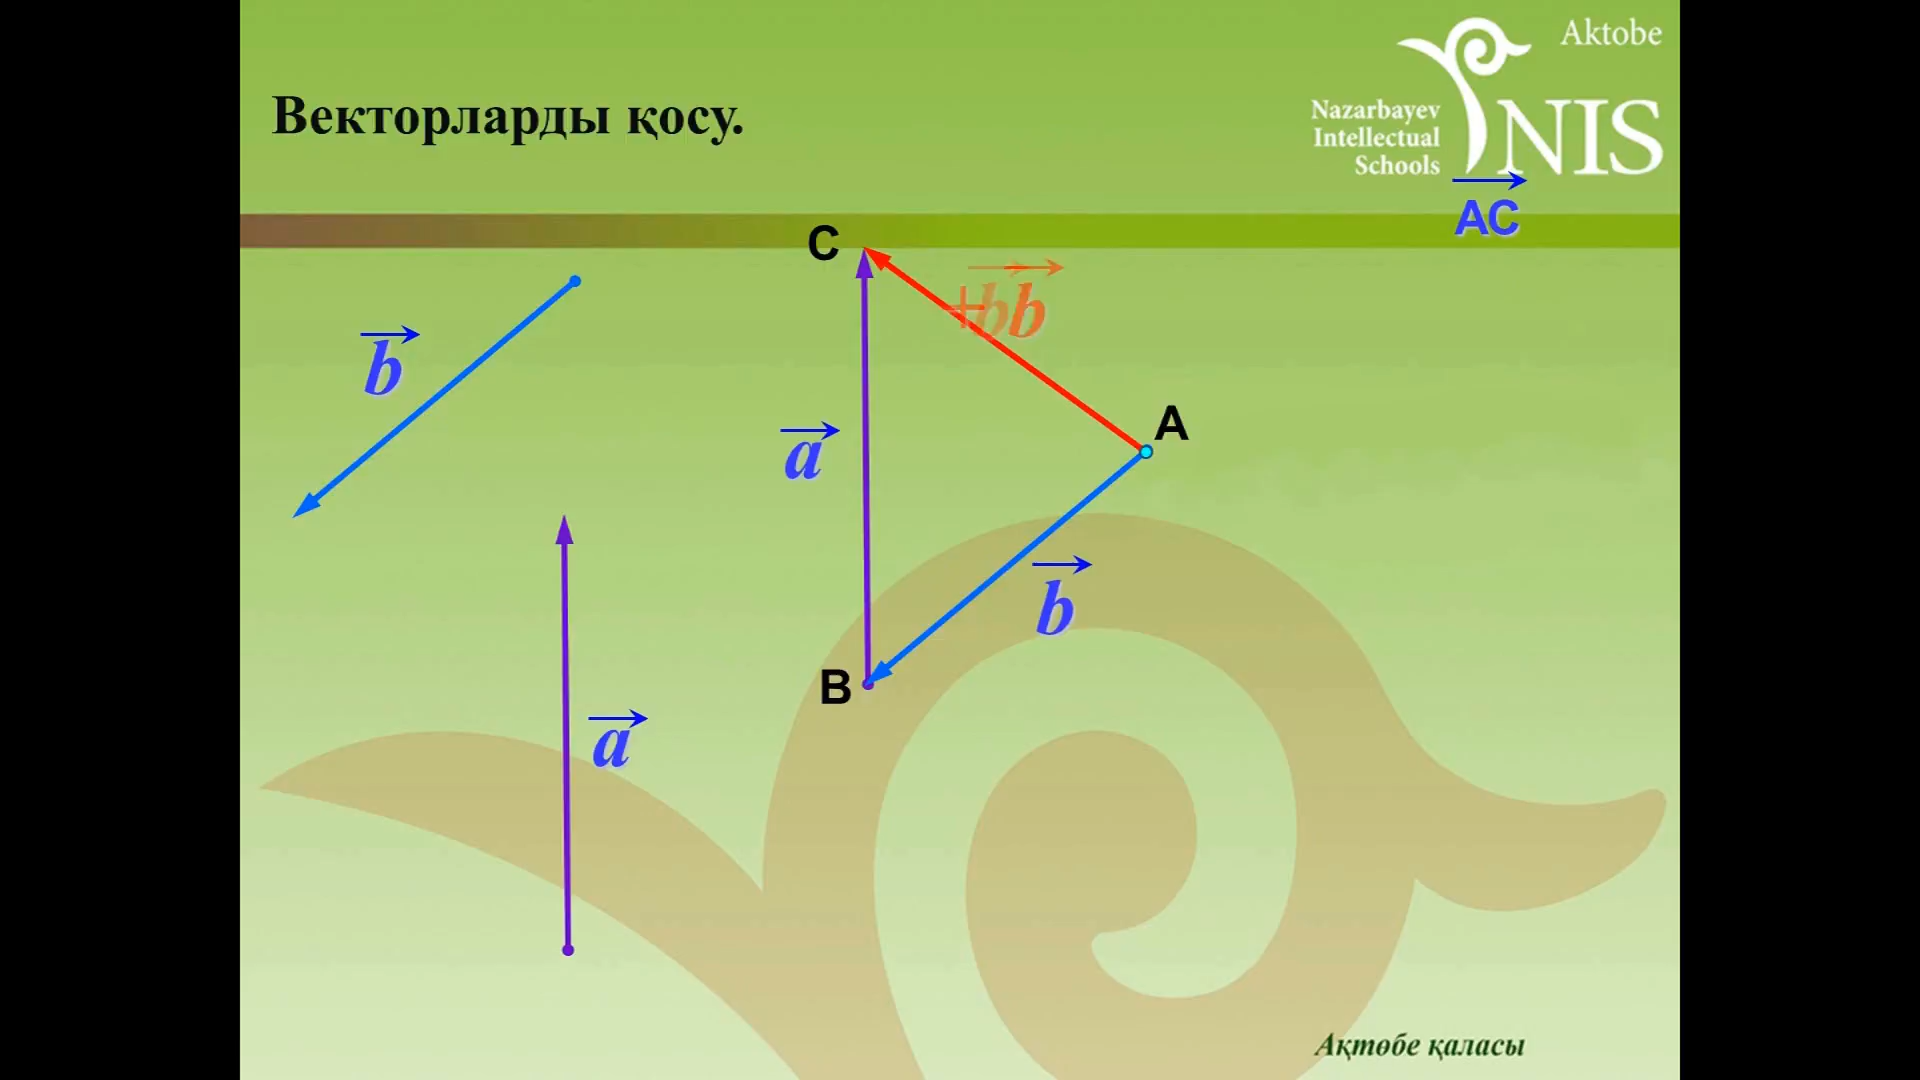 Aktobe
Векторларды қосу.
Nazarbayev
Intellectual
Schools
NIS
AC
C
b
+ b b
A
a
b
B
a
Ақтөбе қаласы